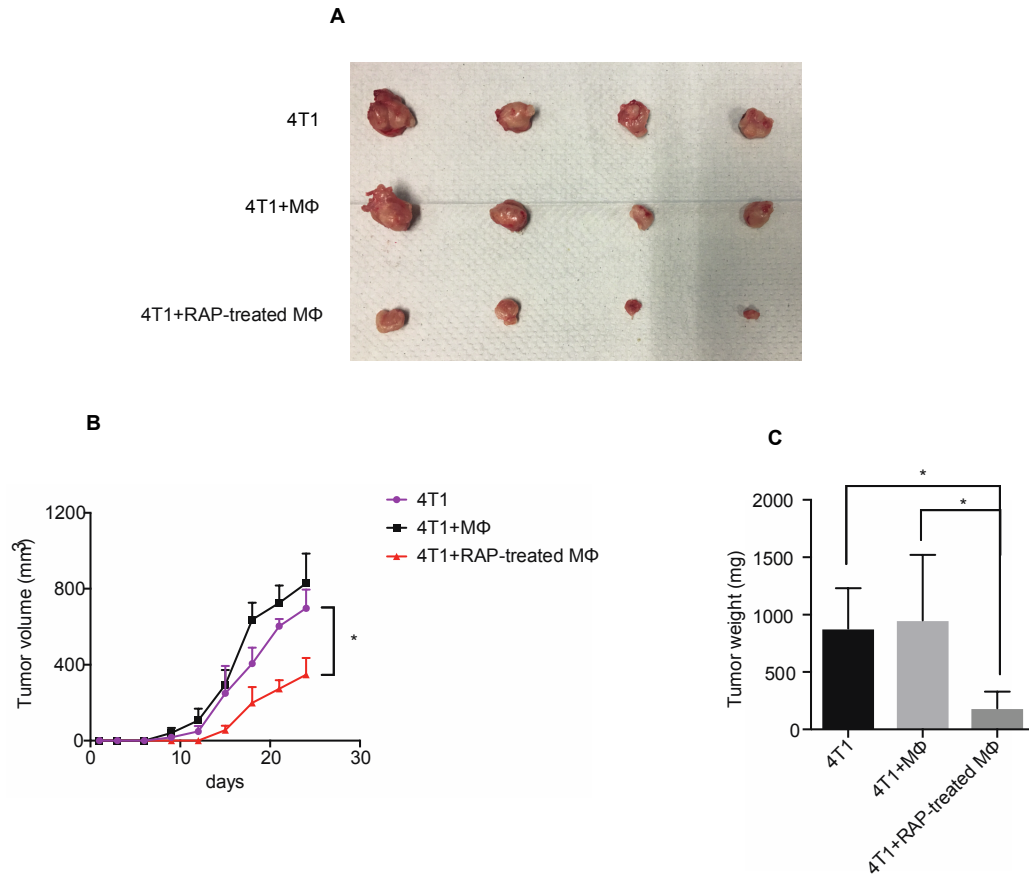 A
4T1
4T1+MΦ
4T1+RAP-treated MΦ
B
4T1
4T1+MΦ
4T1+RAP-treated MΦ
Tumor volume (mm3)
1200
800
400
0
*
0 10 20 30
days
C
*
*
Tumor weight (mg)
2000
1500
1000
500
0
4T1
4T1+MΦ
4T1+RAP-treated MΦ